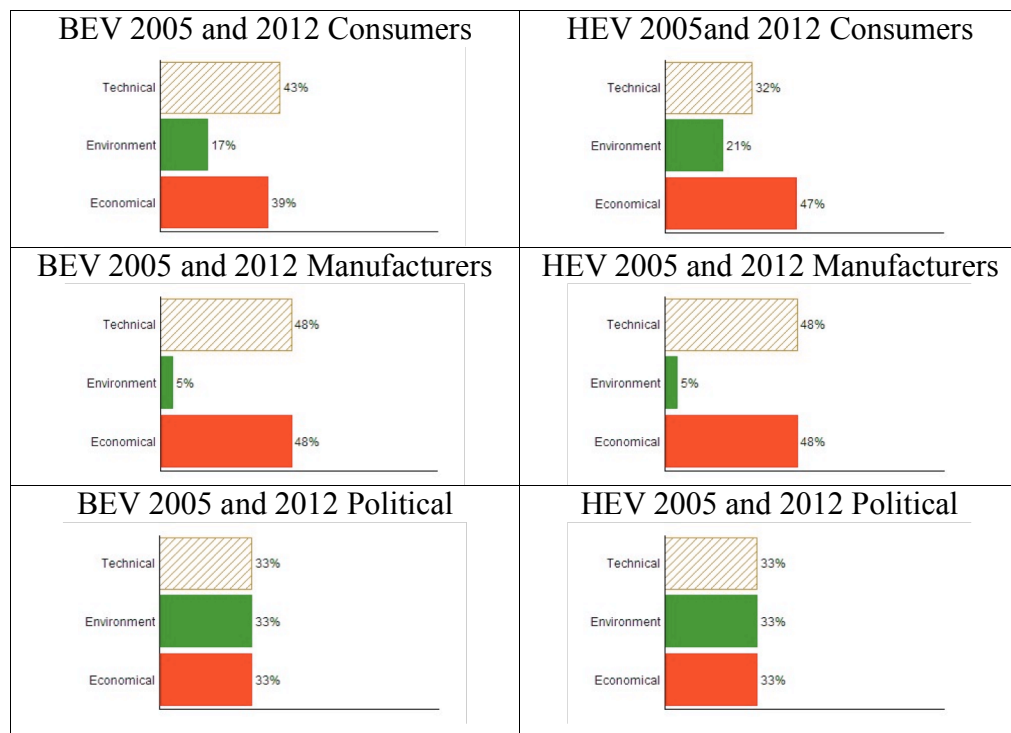 BEV 2005 and 2012 Consumers
Technical
43%
Environment
17%
Economical
39%
HEV 2005and 2012 Consumers
Technical
32%
Environment
21%
Economical
47%
BEV 2005 and 2012 Manufacturers
Technical
48%
Environment
5%
Economical
48%
HEV 2005 and 2012 Manufacturers
Technical
48%
Environment
5%
Economical
48%
BEV 2005 and 2012 Political
Technical
33%
Environment
33%
Economical
33%
HEV 2005 and 2012 Political
Technical
33%
Environment
33%
Economical
33%